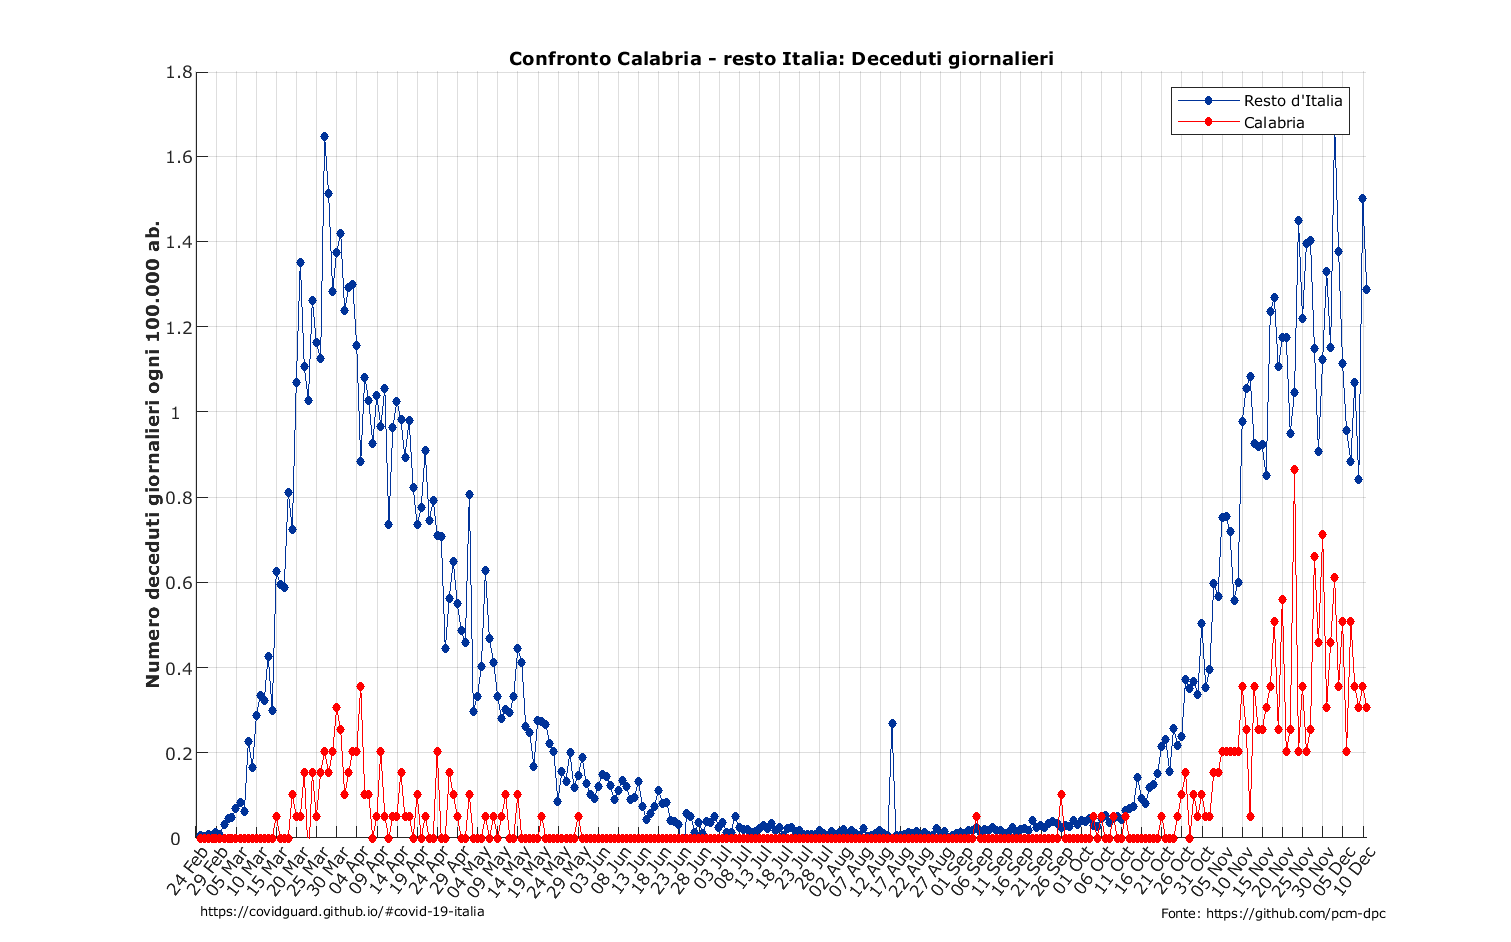 Confronto Calabria - resto Italia: Deceduti giornalieri
Numero deceduti giornalieri ogni 100.000 ab.
1.8
1.6
1.4
1.2
1
0.8
0.6
0.4
0.2
0
Resto d'Italia
Calabria
24 Feb
29 Feb
05 Mar
10 Mar
15 Mar
20 Mar
25 Mar
30 Mar
04 Apr
09 Apr
14 Apr
19 Apr
24 Apr
29 Apr
04 May
09 May
14 May
19 May
24 May
29 May
03 Jun
08 Jun
13 Jun
18 Jun
23 Jun
28 Jun
03 Jul
08 Jul
13 Jul
18 Jul
23 Jul
28 Jul
02 Aug
07 Aug
12 Aug
17 Aug
22 Aug
27 Aug
01 Sep
06 Sep
11 Sep
16 Sep
21 Sep
26 Sep
01 Oct
06 Oct
11 Oct
16 Oct
21 Oct
26 Oct
31 Oct
05 Nov
10 Nov
15 Nov
20 Nov
25 Nov
30 Nov
05 Dec
10 Dec
https://covidguard.github.io/#covid-19-italia
Fonte: https://github.com/pcm-dpc